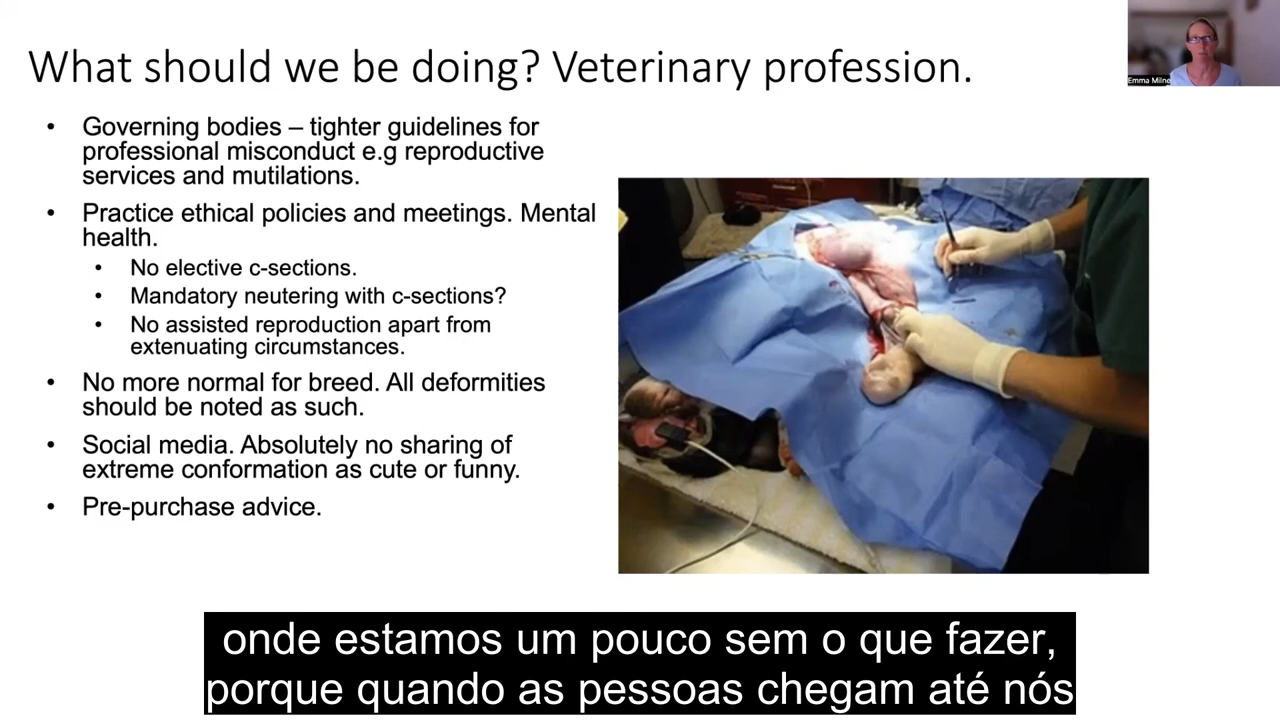 What should we be doing? Veterinary profession.
Emma Milne
• Governing bodies – tighter guidelines for
professional misconduct e.g reproductive
services and mutilations.
• Practice ethical policies and meetings. Mental
health.
• No elective c-sections.
• Mandatory neutering with c-sections?
• No assisted reproduction apart from
extenuating circumstances.
• No more normal for breed. All deformities
should be noted as such.
• Social media. Absolutely no sharing of
extreme conformation as cute or funny.
• Pre-purchase advice.
onde estamos um pouco sem o que fazer,
porque quando as pessoas chegam até nós